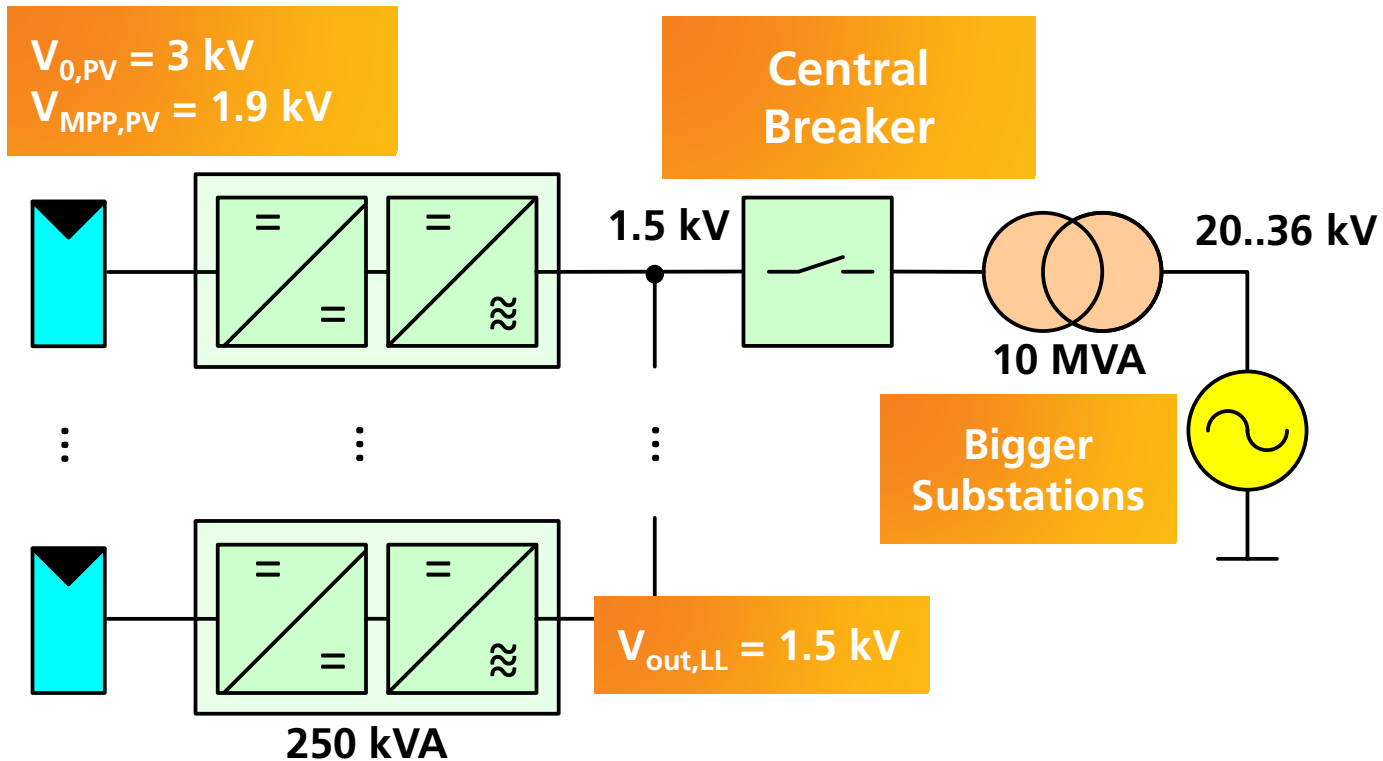 V0,PV = 3 kV
VMPP,PV = 1.9 kV
Central
Breaker
1.5 kV
20..36 kV
10 MVA
Bigger
Substations
Vout,LL = 1.5 kV
250 kVA